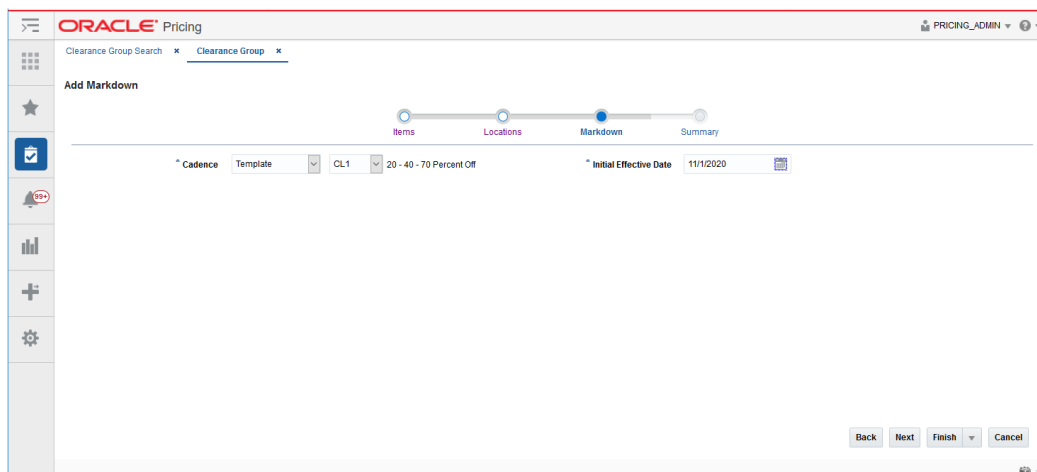 ORACLE Pricing PRICING_ADMIN ?
Clearance Group Search × Clearance Group ×
Add Markdown
Items Locations Markdown Summary
* Cadence Template CL1 20 - 40 - 70 Percent Off * Initial Effective Date 11/1/2020
99+
Back Next Finish Cancel